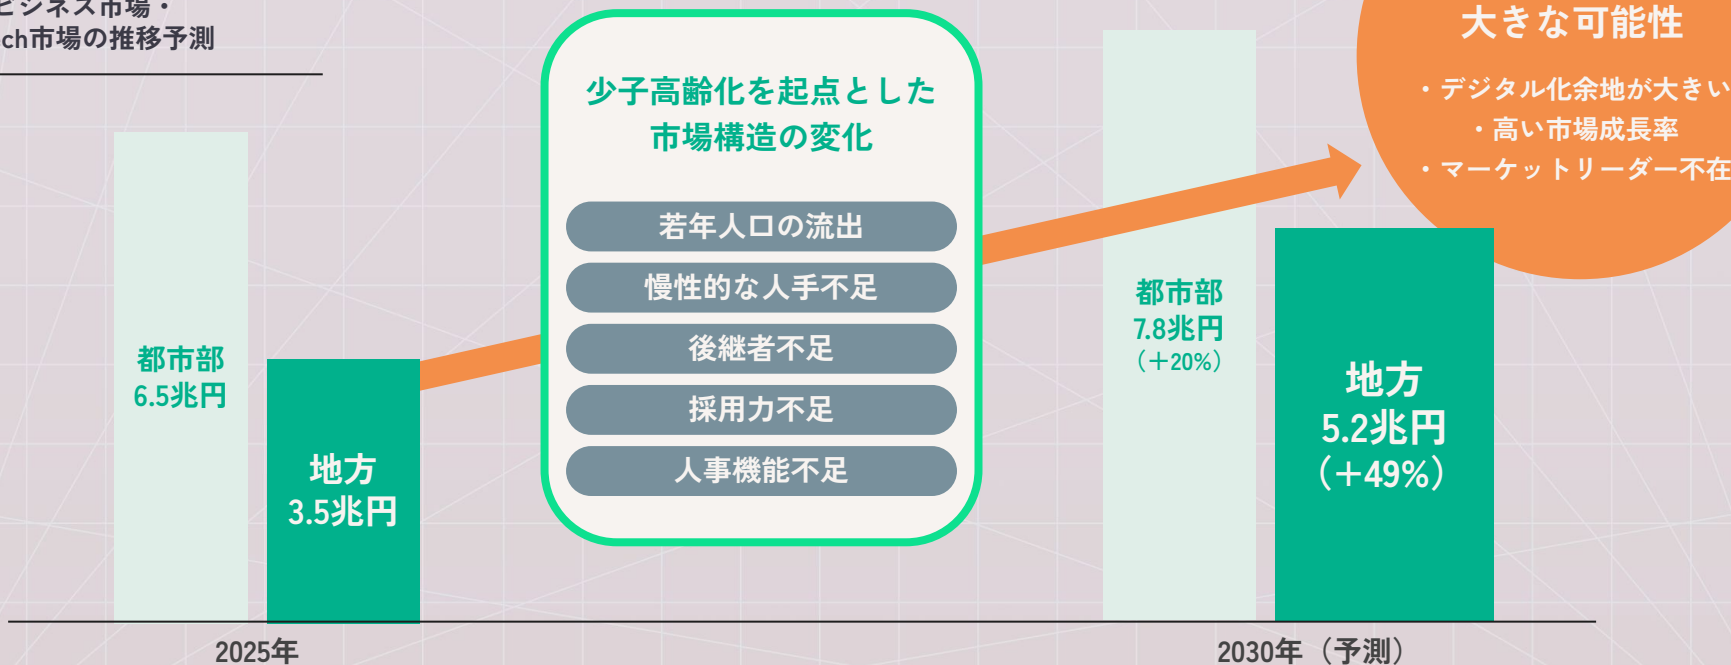 ビジネス市場・
ch市場の推移予測
少子高齢化を起点とした
市場構造の変化
若年人口の流出
慢性的な人手不足
後継者不足
採用力不足
人事機能不足
大きな可能性
・デジタル化余地が大きい
・高い市場成長率
・マーケットリーダー不在
都市部
6.5兆円
地方
3.5兆円
都市部
7.8兆円
（+20%）
地方
5.2兆円
（+49%）
2025年
2030年（予測）